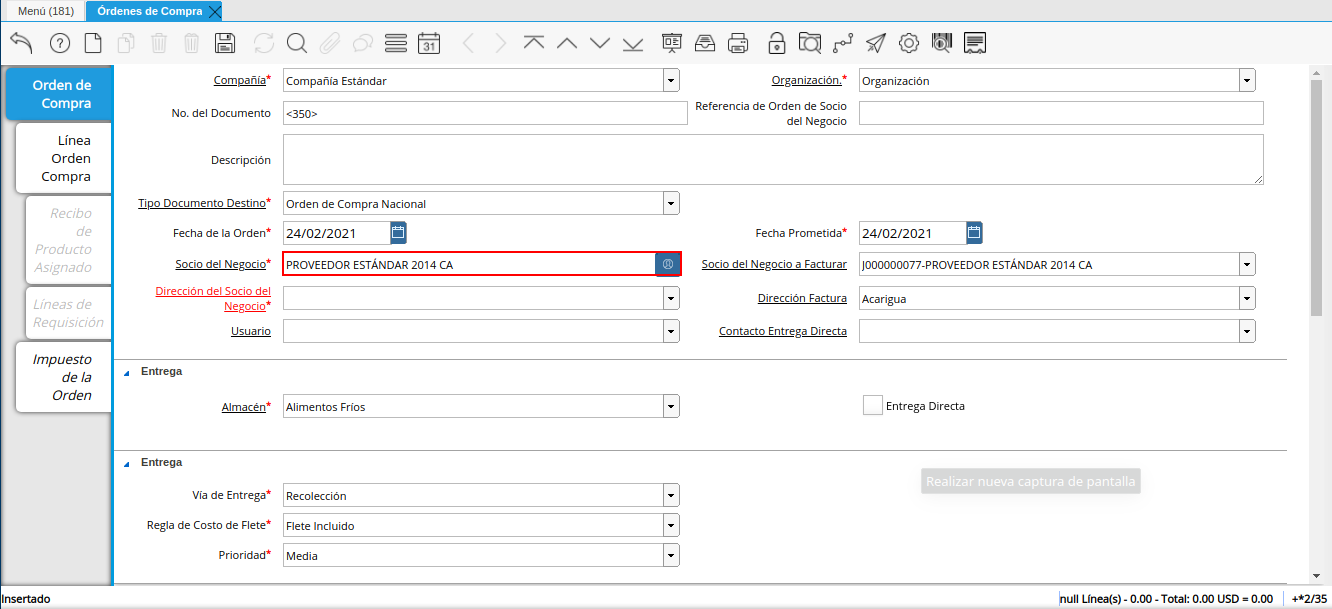 Menú (181)
Órdenes de Compra
31
Orden de
Compra
Línea
Orden
Compra
Recibo
de
Producto
Asignado
Líneas de
Requisición
Impuesto
de la
Orden
Compañía* Compañía Estándar
Organización.* Organización
No. del Documento <350>
Referencia de Orden de Socio
del Negocio
Descripción
Tipo Documento Destino* Orden de Compra Nacional
Fecha de la Orden* 24/02/2021
Fecha Prometida* 24/02/2021
Socio del Negocio* PROVEEDOR ESTÁNDAR 2014 CA
Socio del Negocio a Facturar J000000077-PROVEEDOR ESTÁNDAR 2014 CA
Dirección del Socio del
Negocio*
Dirección Factura Acarigua
Usuario
Contacto Entrega Directa
Entrega
Almacén* Alimentos Fríos
Entrega Directa
Entrega
Realizar nueva captura de pantalla
Vía de Entrega* Recolección
Regla de Costo de Flete* Flete Incluido
Prioridad* Media
Insertado
null Línea(s) - 0.00 - Total: 0.00 USD = 0.00
+*2/35